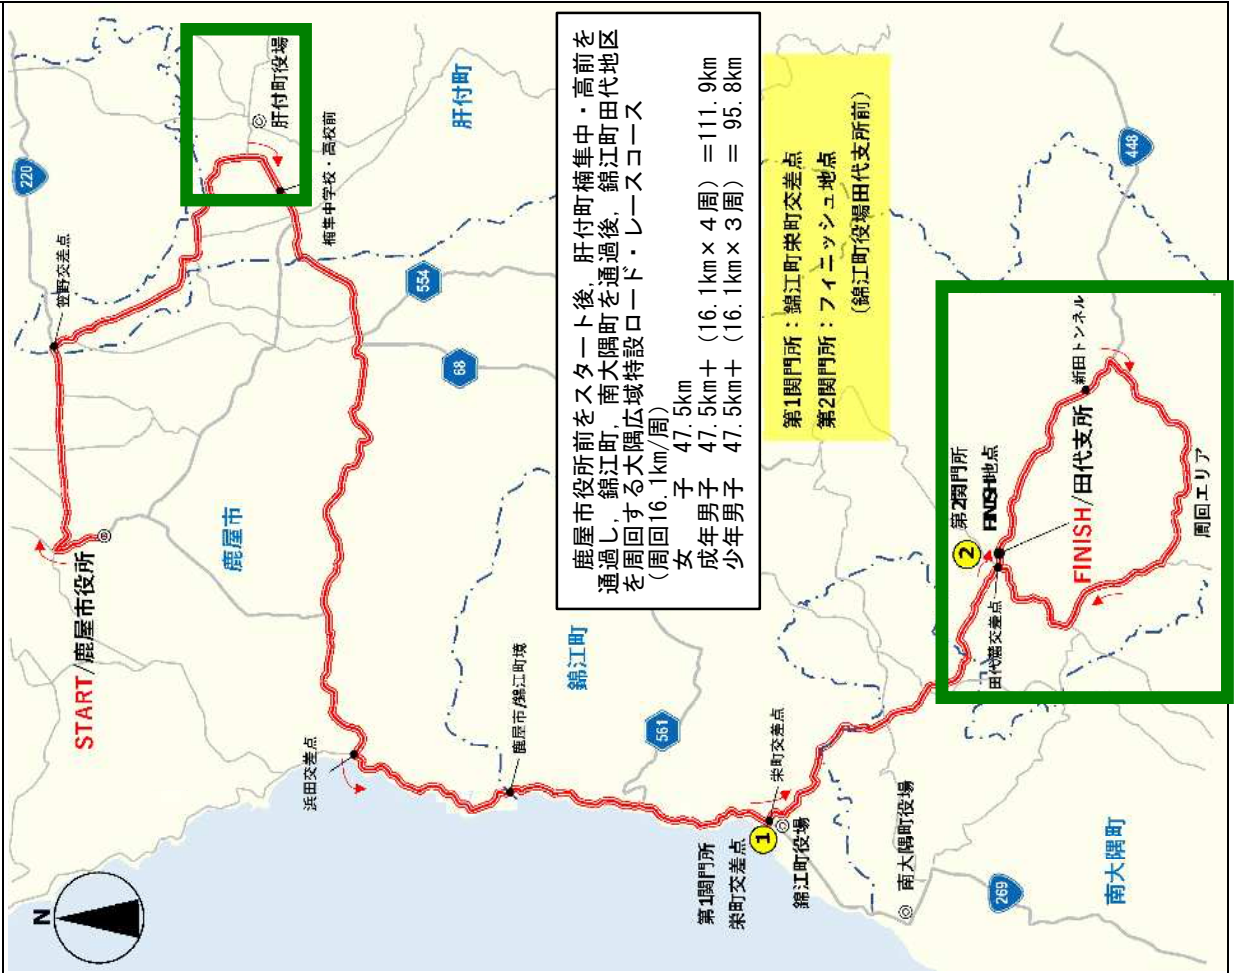 220
肝付町役場
肝付町
楠隼中学校・高校前
笠野交差点
554
68
448
START/鹿屋市役所
鹿屋市
鹿屋市役所前をスタート後，肝付町楠隼中・高前を
通過し，錦江町，南大隅町を通過後，錦江町田代地区
を周回する大隅広域特設ロード・レースコース
(周回16.1km/周)
女　　子　47.5km
成年男子　47.5km＋（16.1km×４周）＝111.9km
少年男子　47.5km＋（16.1km×３周）＝ 95.8km
第1関門所：錦江町栄町交差点
第2関門所：フィニッシュ地点
（錦江町役場田代支所前）
新田トンネル
第2関門所
FINISH地点
2
FINISH/田代支所
田代麓交差点
周回エリア
浜田交差点
鹿屋市/錦江町境
錦江町
561
栄町交差点
第1関門所
栄町交差点
1
錦江町役場
南大隅町役場
269
南大隅町
N